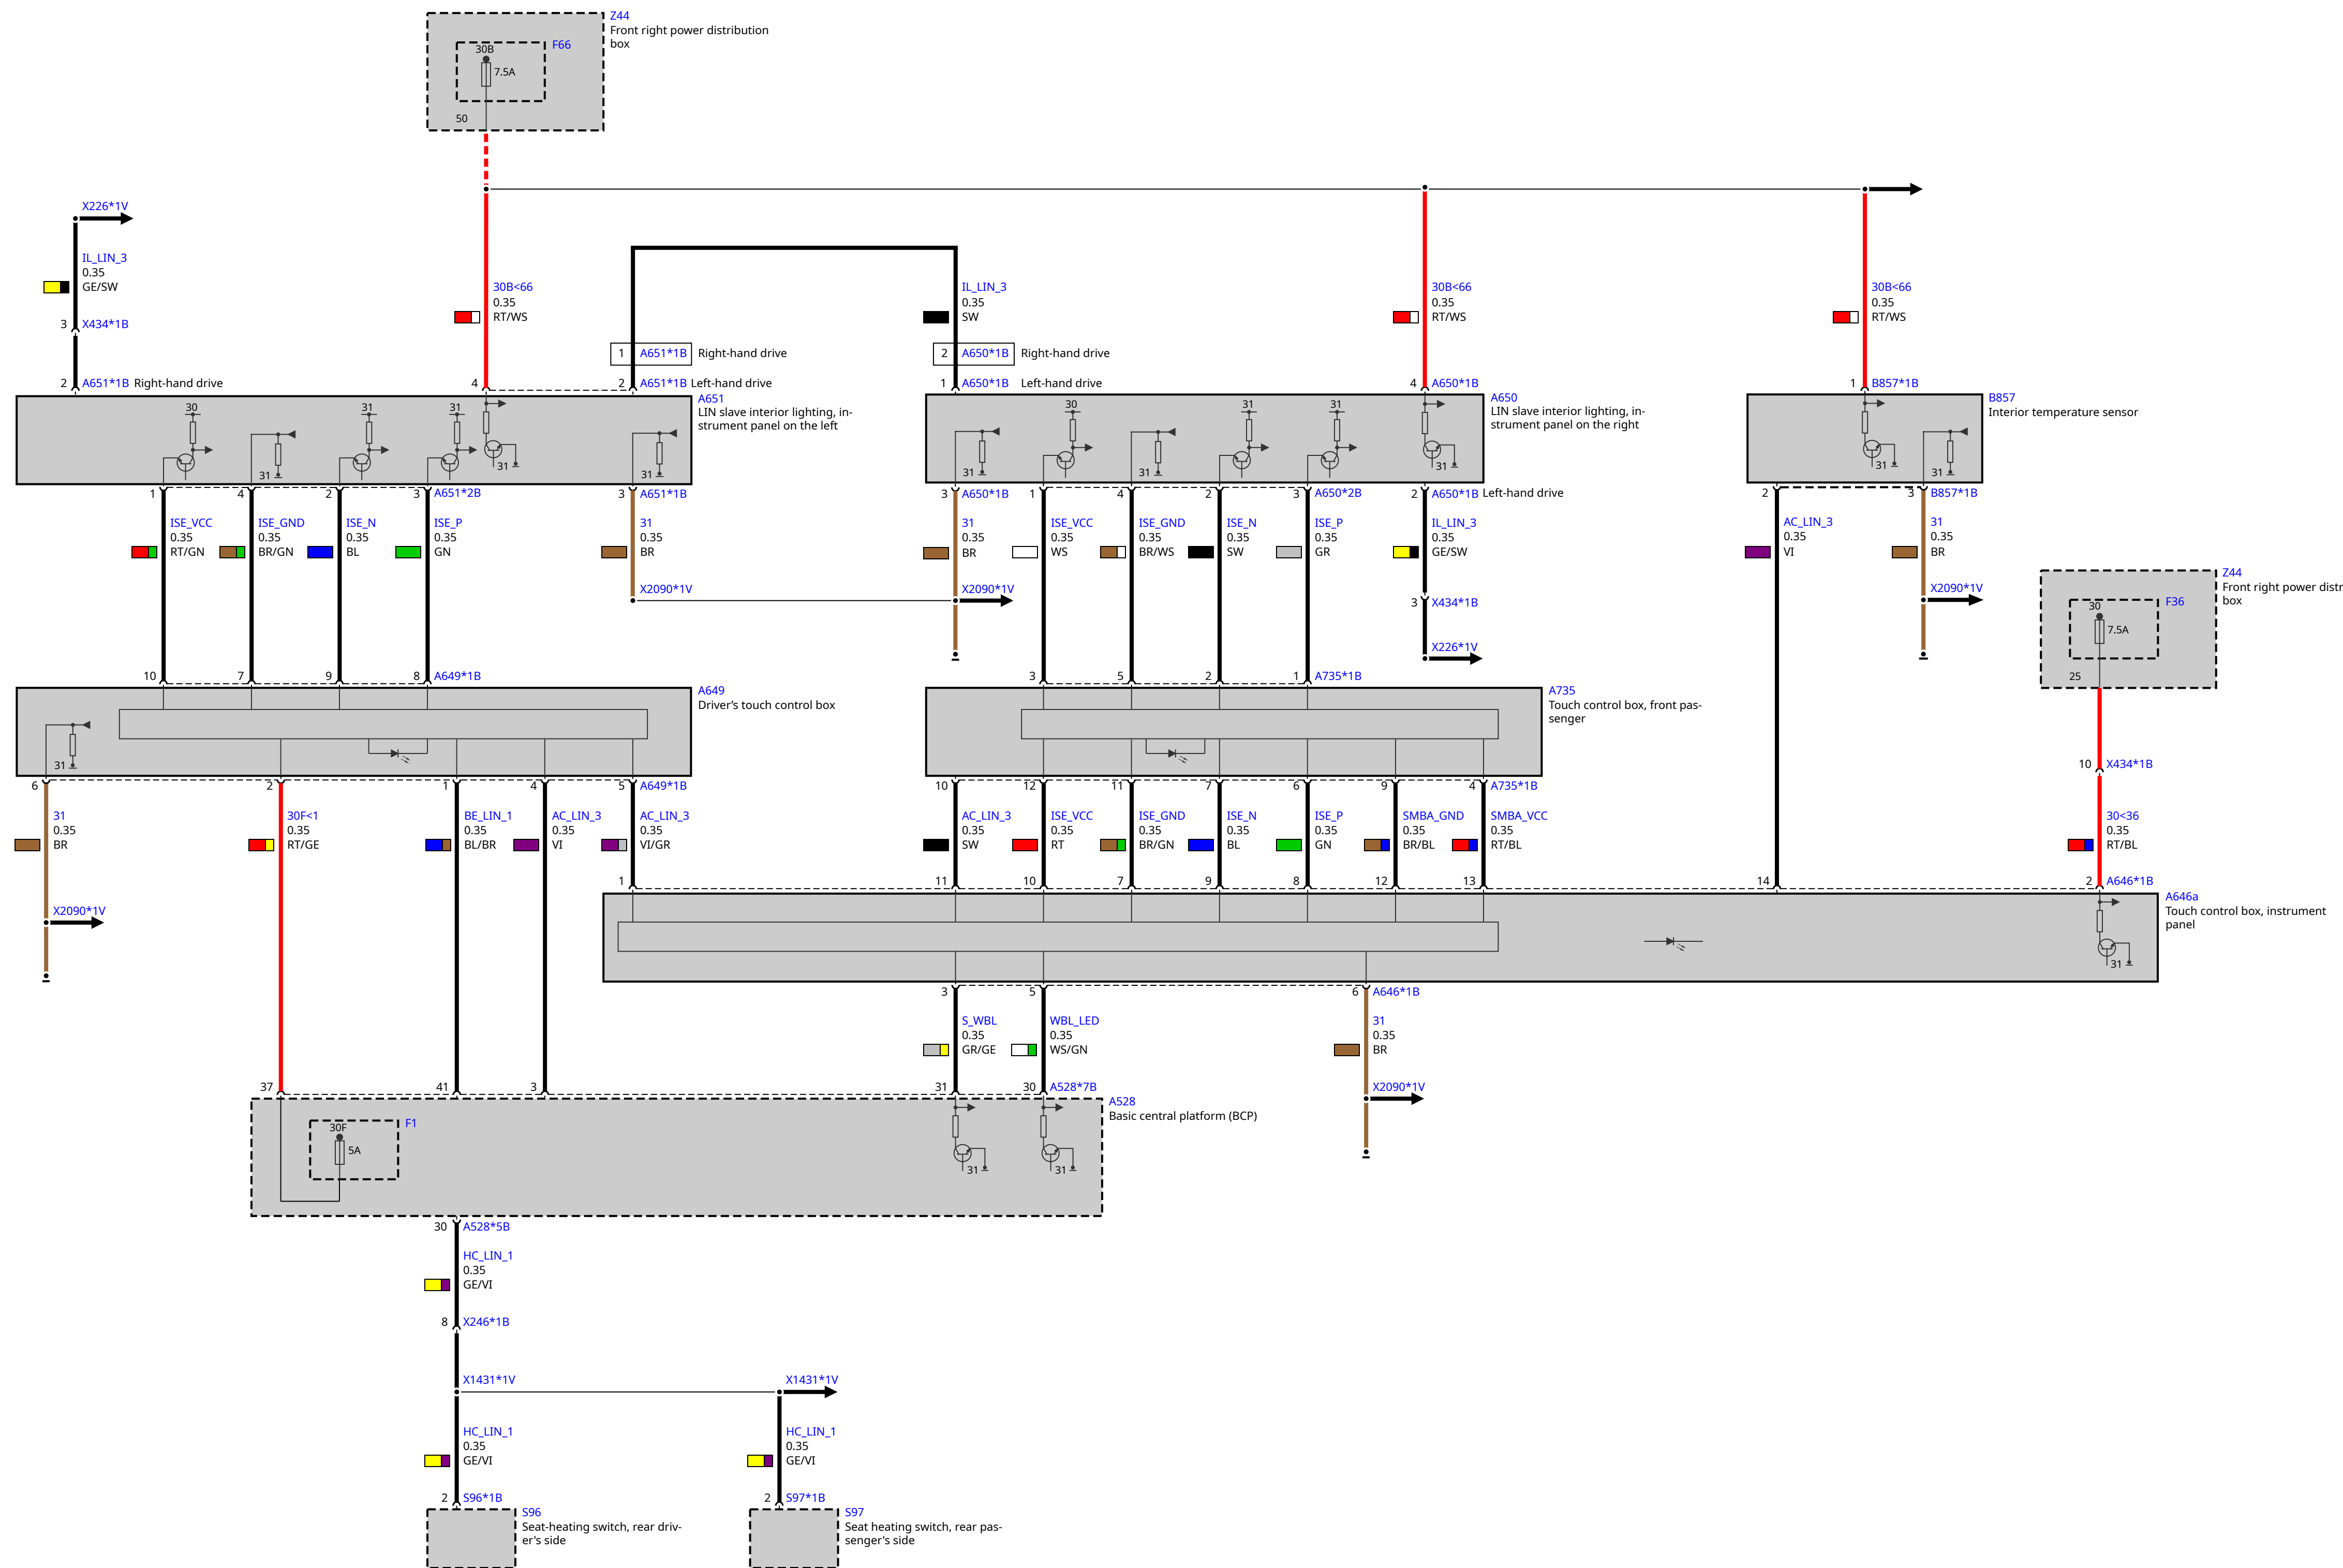 Z44
Front right power distribution
box
30B
F66
7.5A
50
X226*1V
IL_LIN_3
0.35
GE/SW
3 X434*1B
30B<66
0.35
RT/WS
IL_LIN_3
0.35
SW
30B<66
0.35
RT/WS
30B<66
0.35
RT/WS
1 A651*1B Right-hand drive
2 A650*1B Right-hand drive
2 A651*1B Right-hand drive
4
2 A651*1B Left-hand drive
1 A650*1B Left-hand drive
4 A650*1B
1 B857*1B
A651
LIN slave interior lighting, in-
strument panel on the left
30
31
31
31
31
31
A650
LIN slave interior lighting, in-
strument panel on the right
31
30
31
31
31
31
B857
Interior temperature sensor
31
31
1 4 2 3 A651*2B
3 A651*1B
3 A650*1B
1 4 2 3 A650*2B
2 A650*1B Left-hand drive
2 3 B857*1B
ISE_VCC
0.35
RT/GN
ISE_GND
0.35
BR/GN
ISE_N
0.35
BL
ISE_P
0.35
GN
31
0.35
BR
31
0.35
BR
ISE_VCC
0.35
WS
ISE_GND
0.35
BR/WS
ISE_N
0.35
SW
ISE_P
0.35
GR
IL_LIN_3
0.35
GE/SW
AC_LIN_3
0.35
VI
31
0.35
BR
X2090*1V
X2090*1V
3 X434*1B
X226*1V
X2090*1V
Z44
Front right power distr
box
30
F36
7.5A
25
10 7 9 8 A649*1B
3 5 2 1 A735*1B
A649
Driver’s touch control box
31
A735
Touch control box, front pas-
senger
10 X434*1B
6 2 1 4 5 A649*1B
10 12 11 7 6 9 4 A735*1B
31
0.35
BR
30F<1
0.35
RT/GE
BE_LIN_1
0.35
BL/BR
AC_LIN_3
0.35
VI
AC_LIN_3
0.35
VI/GR
AC_LIN_3
0.35
SW
ISE_VCC
0.35
RT
ISE_GND
0.35
BR/GN
ISE_N
0.35
BL
ISE_P
0.35
GN
SMBA_GND
0.35
BR/BL
SMBA_VCC
0.35
RT/BL
30<36
0.35
RT/BL
1 11 10 7 9 8 12 13 14 2 A646*1B
X2090*1V
A646a
Touch control box, instrument
panel
31
3 5 6 A646*1B
S_WBL
0.35
GR/GE
WBL_LED
0.35
WS/GN
31
0.35
BR
37 41 3 31 30 A528*7B
X2090*1V
A528
Basic central platform (BCP)
30F
F1
5A
31
31
30 A528*5B
HC_LIN_1
0.35
GE/VI
8 X246*1B
X1431*1V
X1431*1V
HC_LIN_1
0.35
GE/VI
HC_LIN_1
0.35
GE/VI
2 S96*1B
2 S97*1B
S96
Seat-heating switch, rear driv-
er's side
S97
Seat heating switch, rear pas-
senger's side